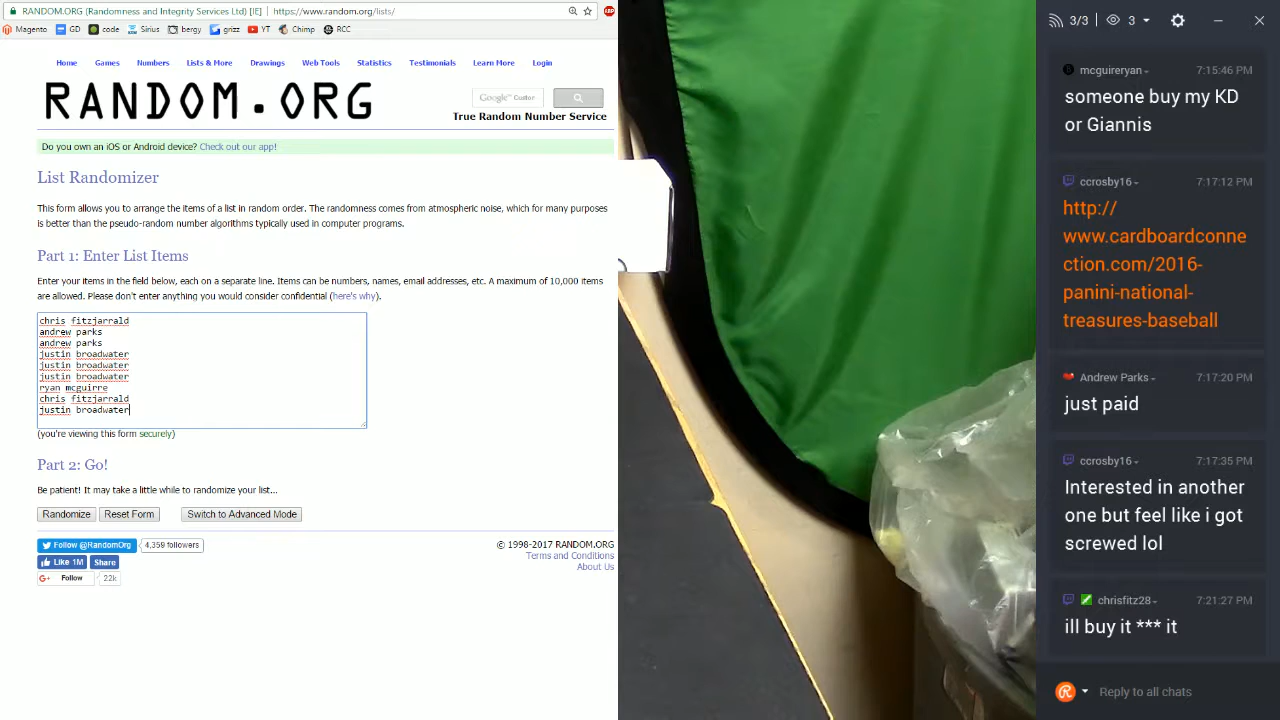 RANDOM.ORG (Randomness and Integrity Services Ltd) [IE]
https://www.random.org/lists/
Magento
GD
code
Sirius
bergy
grizz
YT
Chimp
RCC
Home
Games
Numbers
Lists & More
Drawings
Web Tools
Statistics
Testimonials
Learn More
Login
RANDOM.ORG
Google™ Custor
True Random Number Service
Do you own an iOS or Android device? Check out our app!
List Randomizer
This form allows you to arrange the items of a list in random order. The randomness comes from atmospheric noise, which for many purposes
is better than the pseudo-random number algorithms typically used in computer programs.
Part 1: Enter List Items
Enter your items in the field below, each on a separate line. Items can be numbers, names, email addresses, etc. A maximum of 10,000 items
are allowed. Please don't enter anything you would consider confidential (here's why).
chris fitzjarrald
andrew parks
andrew parks
justin broadwater
justin broadwater
justin broadwater
ryan mcguirre
chris fitzjarrald
justin broadwater
(you're viewing this form securely)
Part 2: Go!
Be patient! It may take a little while to randomize your list...
Randomize
Reset Form
Switch to Advanced Mode
Follow @RandomOrg
4,359 followers
Like 1M
Share
G+
Follow
22k
© 1998-2017 RANDOM.ORG
Terms and Conditions
About Us
3/3
3
mcguireryan
7:15:46 PM
someone buy my KD
or Giannis
ccrosby16
7:17:12 PM
http://
www.cardboardconne
ction.com/2016-
panini-national-
treasures-baseball
Andrew Parks
7:17:20 PM
just paid
ccrosby16
7:17:35 PM
Interested in another
one but feel like i got
screwed lol
chrisfitz28
7:21:27 PM
ill buy it *** it
Reply to all chats